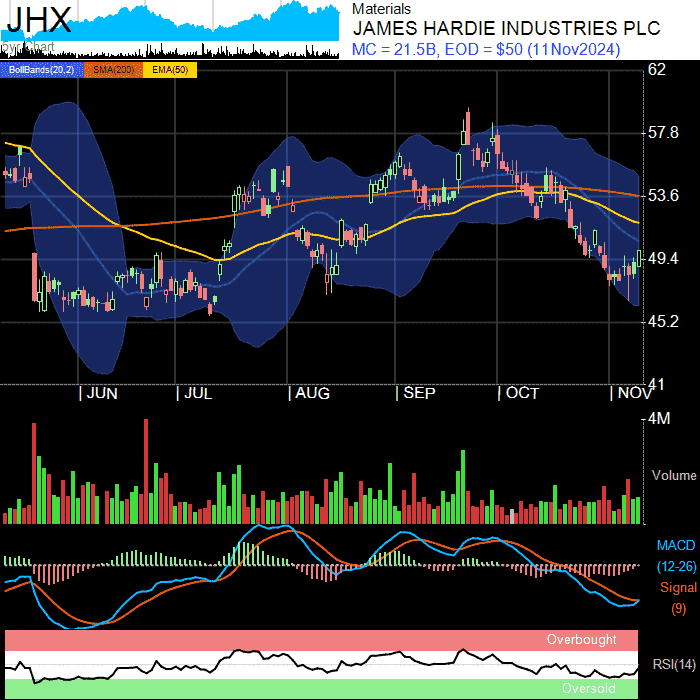 JHX
Materials
JAMES HARDIE INDUSTRIES PLC
MC = 21.5B, EOD = $50 (11Nov2024)
BollBands(20,2) SMA(200) EMA(50)
62
57.8
53.6
49.4
45.2
41
JUN JUL AUG SEP OCT NOV
4M
Volume
MACD
(12-26)
Signal
(9)
Overbought
RSI(14)
Oversold